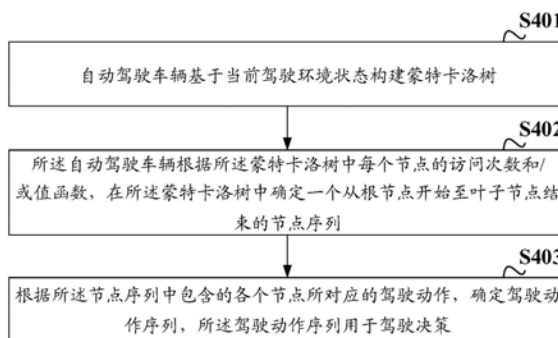 S401
自动驾驶车辆基于当前驾驶环境状态构建蒙特卡洛树
S402
所述自动驾驶车辆根据所述蒙特卡洛树中每个节点的访问次数和/
或值函数，在所述蒙特卡洛树中确定一个从根节点开始至叶子节点结
束的节点序列
S403
根据所述节点序列中包含的各个节点所对应的驾驶动作，确定驾驶动
作序列，所述驾驶动作序列用于驾驶决策